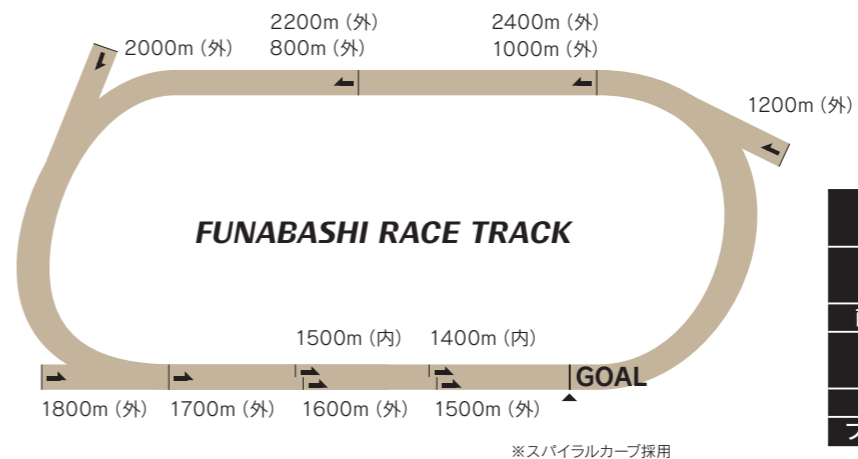 2200m (外)
2400m (外)
2000m (外)
800m (外)
1000m (外)
1200m (外)
FUNABASHI RACE TRACK
1500m (内)
1400m (内)
GOAL
1800m (外)
1700m (外)
1600m (外)
1500m (外)
※スパイラルカーブ採用